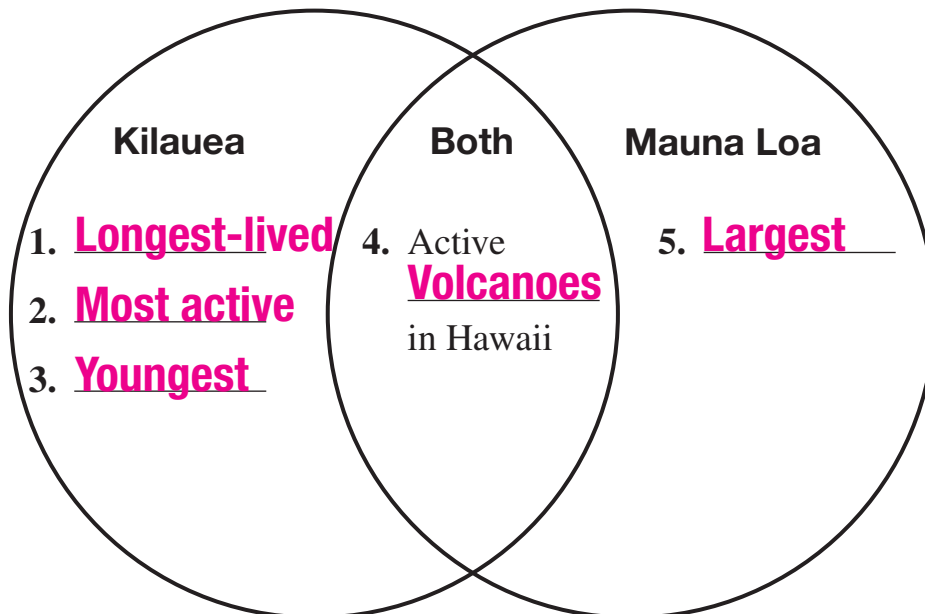 Kilauea
1. Longest-lived
2. Most active
3. Youngest
Both
4. Active
Volcanoes
in Hawaii
Mauna Loa
5. Largest